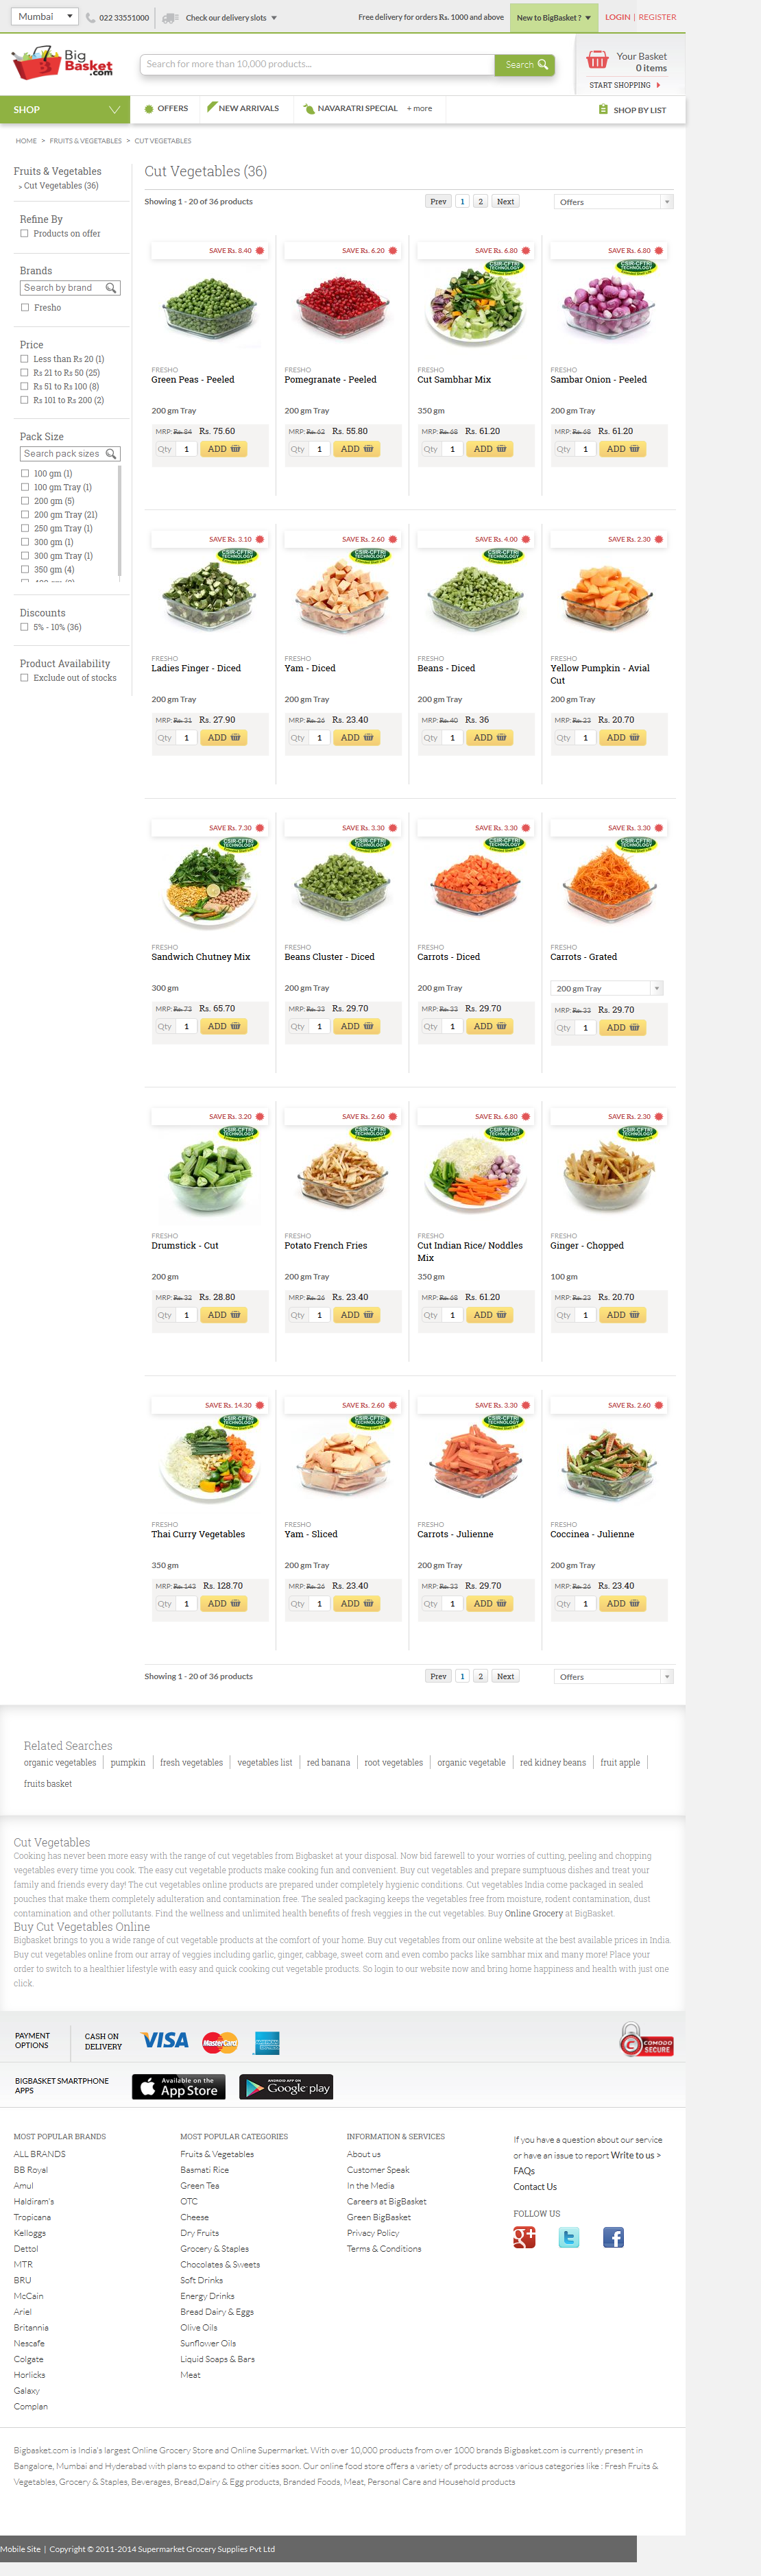 Mumbai
022 33551000
Check our delivery slots
Free delivery for orders Rs. 1000 and above
New to BigBasket ?
LOGIN | REGISTER
Big
Basket
.com
Search for more than 10,000 products...
Search
Your Basket
0 items
START SHOPPING
SHOP
OFFERS
NEW ARRIVALS
NAVARATRI SPECIAL
+ more
SHOP BY LIST
HOME > FRUITS & VEGETABLES > CUT VEGETABLES
Fruits & Vegetables
> Cut Vegetables (36)
Refine By
Products on offer
Brands
Search by brand
Fresho
Price
Less than Rs 20 (1)
Rs 21 to Rs 50 (25)
Rs 51 to Rs 100 (8)
Rs 101 to Rs 200 (2)
Pack Size
Search pack sizes
100 gm (1)
100 gm Tray (1)
200 gm (5)
200 gm Tray (21)
250 gm Tray (1)
300 gm (1)
300 gm Tray (1)
350 gm (4)
Discounts
5% - 10% (36)
Product Availability
Exclude out of stocks
Cut Vegetables (36)
Showing 1 - 20 of 36 products
Prev 1 2 Next
Offers
SAVE Rs. 8.40 SAVE Rs. 6.20 SAVE Rs. 6.80 SAVE Rs. 6.80
CSIR-CFTRI TECHNOLOGY CSIR-CFTRI TECHNOLOGY
FRESHO FRESHO FRESHO FRESHO
Green Peas - Peeled Pomegranate - Peeled Cut Sambhar Mix Sambar Onion - Peeled
200 gm Tray 200 gm Tray 350 gm 200 gm Tray
MRP: Rs. 84 Rs. 75.60 MRP: Rs. 62 Rs. 55.80 MRP: Rs. 68 Rs. 61.20 MRP: Rs. 68 Rs. 61.20
Qty 1 ADD Qty 1 ADD Qty 1 ADD Qty 1 ADD
SAVE Rs. 3.10 SAVE Rs. 2.60 SAVE Rs. 4.00 SAVE Rs. 2.30
CSIR-CFTRI TECHNOLOGY CSIR-CFTRI TECHNOLOGY CSIR-CFTRI TECHNOLOGY
FRESHO FRESHO FRESHO FRESHO
Ladies Finger - Diced Yam - Diced Beans - Diced Yellow Pumpkin - Avial
Cut
200 gm Tray 200 gm Tray 200 gm Tray 200 gm Tray
MRP: Rs. 31 Rs. 27.90 MRP: Rs. 26 Rs. 23.40 MRP: Rs. 40 Rs. 36 MRP: Rs. 23 Rs. 20.70
Qty 1 ADD Qty 1 ADD Qty 1 ADD Qty 1 ADD
SAVE Rs. 7.30 SAVE Rs. 3.30 SAVE Rs. 3.30 SAVE Rs. 3.30
CSIR-CFTRI TECHNOLOGY CSIR-CFTRI TECHNOLOGY CSIR-CFTRI TECHNOLOGY CSIR-CFTRI TECHNOLOGY
FRESHO FRESHO FRESHO FRESHO
Sandwich Chutney Mix Beans Cluster - Diced Carrots - Diced Carrots - Grated
300 gm 200 gm Tray 200 gm Tray 200 gm Tray
MRP: Rs. 73 Rs. 65.70 MRP: Rs. 33 Rs. 29.70 MRP: Rs. 33 Rs. 29.70 MRP: Rs. 33 Rs. 29.70
Qty 1 ADD Qty 1 ADD Qty 1 ADD Qty 1 ADD
SAVE Rs. 3.20 SAVE Rs. 2.60 SAVE Rs. 6.80 SAVE Rs. 2.30
CSIR-CFTRI TECHNOLOGY CSIR-CFTRI TECHNOLOGY CSIR-CFTRI TECHNOLOGY CSIR-CFTRI TECHNOLOGY
FRESHO FRESHO FRESHO FRESHO
Drumstick - Cut Potato French Fries Cut Indian Rice/ Noddles Ginger - Chopped
Mix
200 gm 200 gm Tray 350 gm 100 gm
MRP: Rs. 32 Rs. 28.80 MRP: Rs. 26 Rs. 23.40 MRP: Rs. 68 Rs. 61.20 MRP: Rs. 23 Rs. 20.70
Qty 1 ADD Qty 1 ADD Qty 1 ADD Qty 1 ADD
SAVE Rs. 14.30 SAVE Rs. 2.60 SAVE Rs. 3.30 SAVE Rs. 2.60
CSIR-CFTRI TECHNOLOGY CSIR-CFTRI TECHNOLOGY CSIR-CFTRI TECHNOLOGY CSIR-CFTRI TECHNOLOGY
FRESHO FRESHO FRESHO FRESHO
Thai Curry Vegetables Yam - Sliced Carrots - Julienne Coccinea - Julienne
350 gm 200 gm Tray 200 gm Tray 200 gm Tray
MRP: Rs. 143 Rs. 128.70 MRP: Rs. 26 Rs. 23.40 MRP: Rs. 33 Rs. 29.70 MRP: Rs. 26 Rs. 23.40
Qty 1 ADD Qty 1 ADD Qty 1 ADD Qty 1 ADD
Showing 1 - 20 of 36 products
Prev 1 2 Next
Offers
Related Searches
organic vegetables | pumpkin | fresh vegetables | vegetables list | red banana | root vegetables | organic vegetable | red kidney beans | fruit apple |
fruits basket
Cut Vegetables
Cooking has never been more easy with the range of cut vegetables from Bigbasket at your disposal. Now bid farewell to your worries of cutting, peeling and chopping
vegetables every time you cook. The easy cut vegetable products make cooking fun and convenient. Buy cut vegetables and prepare sumptuous dishes and treat your
family and friends every day! The cut vegetables online products are prepared under completely hygienic conditions. Cut vegetables India come packaged in sealed
pouches that make them completely adulteration and contamination free. The sealed packaging keeps the vegetables free from moisture, rodent contamination, dust
contamination and other pollutants. Find the wellness and unlimited health benefits of fresh veggies in the cut vegetables. Buy Online Grocery at BigBasket.
Buy Cut Vegetables Online
Bigbasket brings to you a wide range of cut vegetable products at the comfort of your home. Buy cut vegetables from our online website at the best available prices in India.
Buy cut vegetables online from our array of veggies including garlic, ginger, cabbage, sweet corn and even combo packs like sambhar mix and many more! Place your
order to switch to a healthier lifestyle with easy and quick cooking cut vegetable products. So login to our website now and bring home happiness and health with just one
click.
PAYMENT
OPTIONS
CASH ON
DELIVERY
VISA
MasterCard
COMODO
SECURE
BIGBASKET SMARTPHONE
APPS
Available on the
App Store
ANDROID APP ON
Google play
MOST POPULAR BRANDS
ALL BRANDS
BB Royal
Amul
Haldiram's
Tropicana
Kelloggs
Dettol
MTR
BRU
McCain
Ariel
Britannia
Nescafe
Colgate
Horlicks
Galaxy
Complan
MOST POPULAR CATEGORIES
Fruits & Vegetables
Basmati Rice
Green Tea
OTC
Cheese
Dry Fruits
Grocery & Staples
Chocolates & Sweets
Soft Drinks
Energy Drinks
Bread Dairy & Eggs
Olive Oils
Sunflower Oils
Liquid Soaps & Bars
Meat
INFORMATION & SERVICES
About us
Customer Speak
In the Media
Careers at BigBasket
Green BigBasket
Privacy Policy
Terms & Conditions
If you have a question about our service
or have an issue to report Write to us >
FAQs
Contact Us
FOLLOW US
Bigbasket.com is India's largest Online Grocery Store and Online Supermarket. With over 10,000 products from over 1000 brands Bigbasket.com is currently present in
Bangalore, Mumbai and Hyderabad with plans to expand to other cities soon. Our online food store offers a variety of products across various categories like : Fresh Fruits &
Vegetables, Grocery & Staples, Beverages, Bread,Dairy & Egg products, Branded Foods, Meat, Personal Care and Household products
Mobile Site | Copyright © 2011-2014 Supermarket Grocery Supplies Pvt Ltd